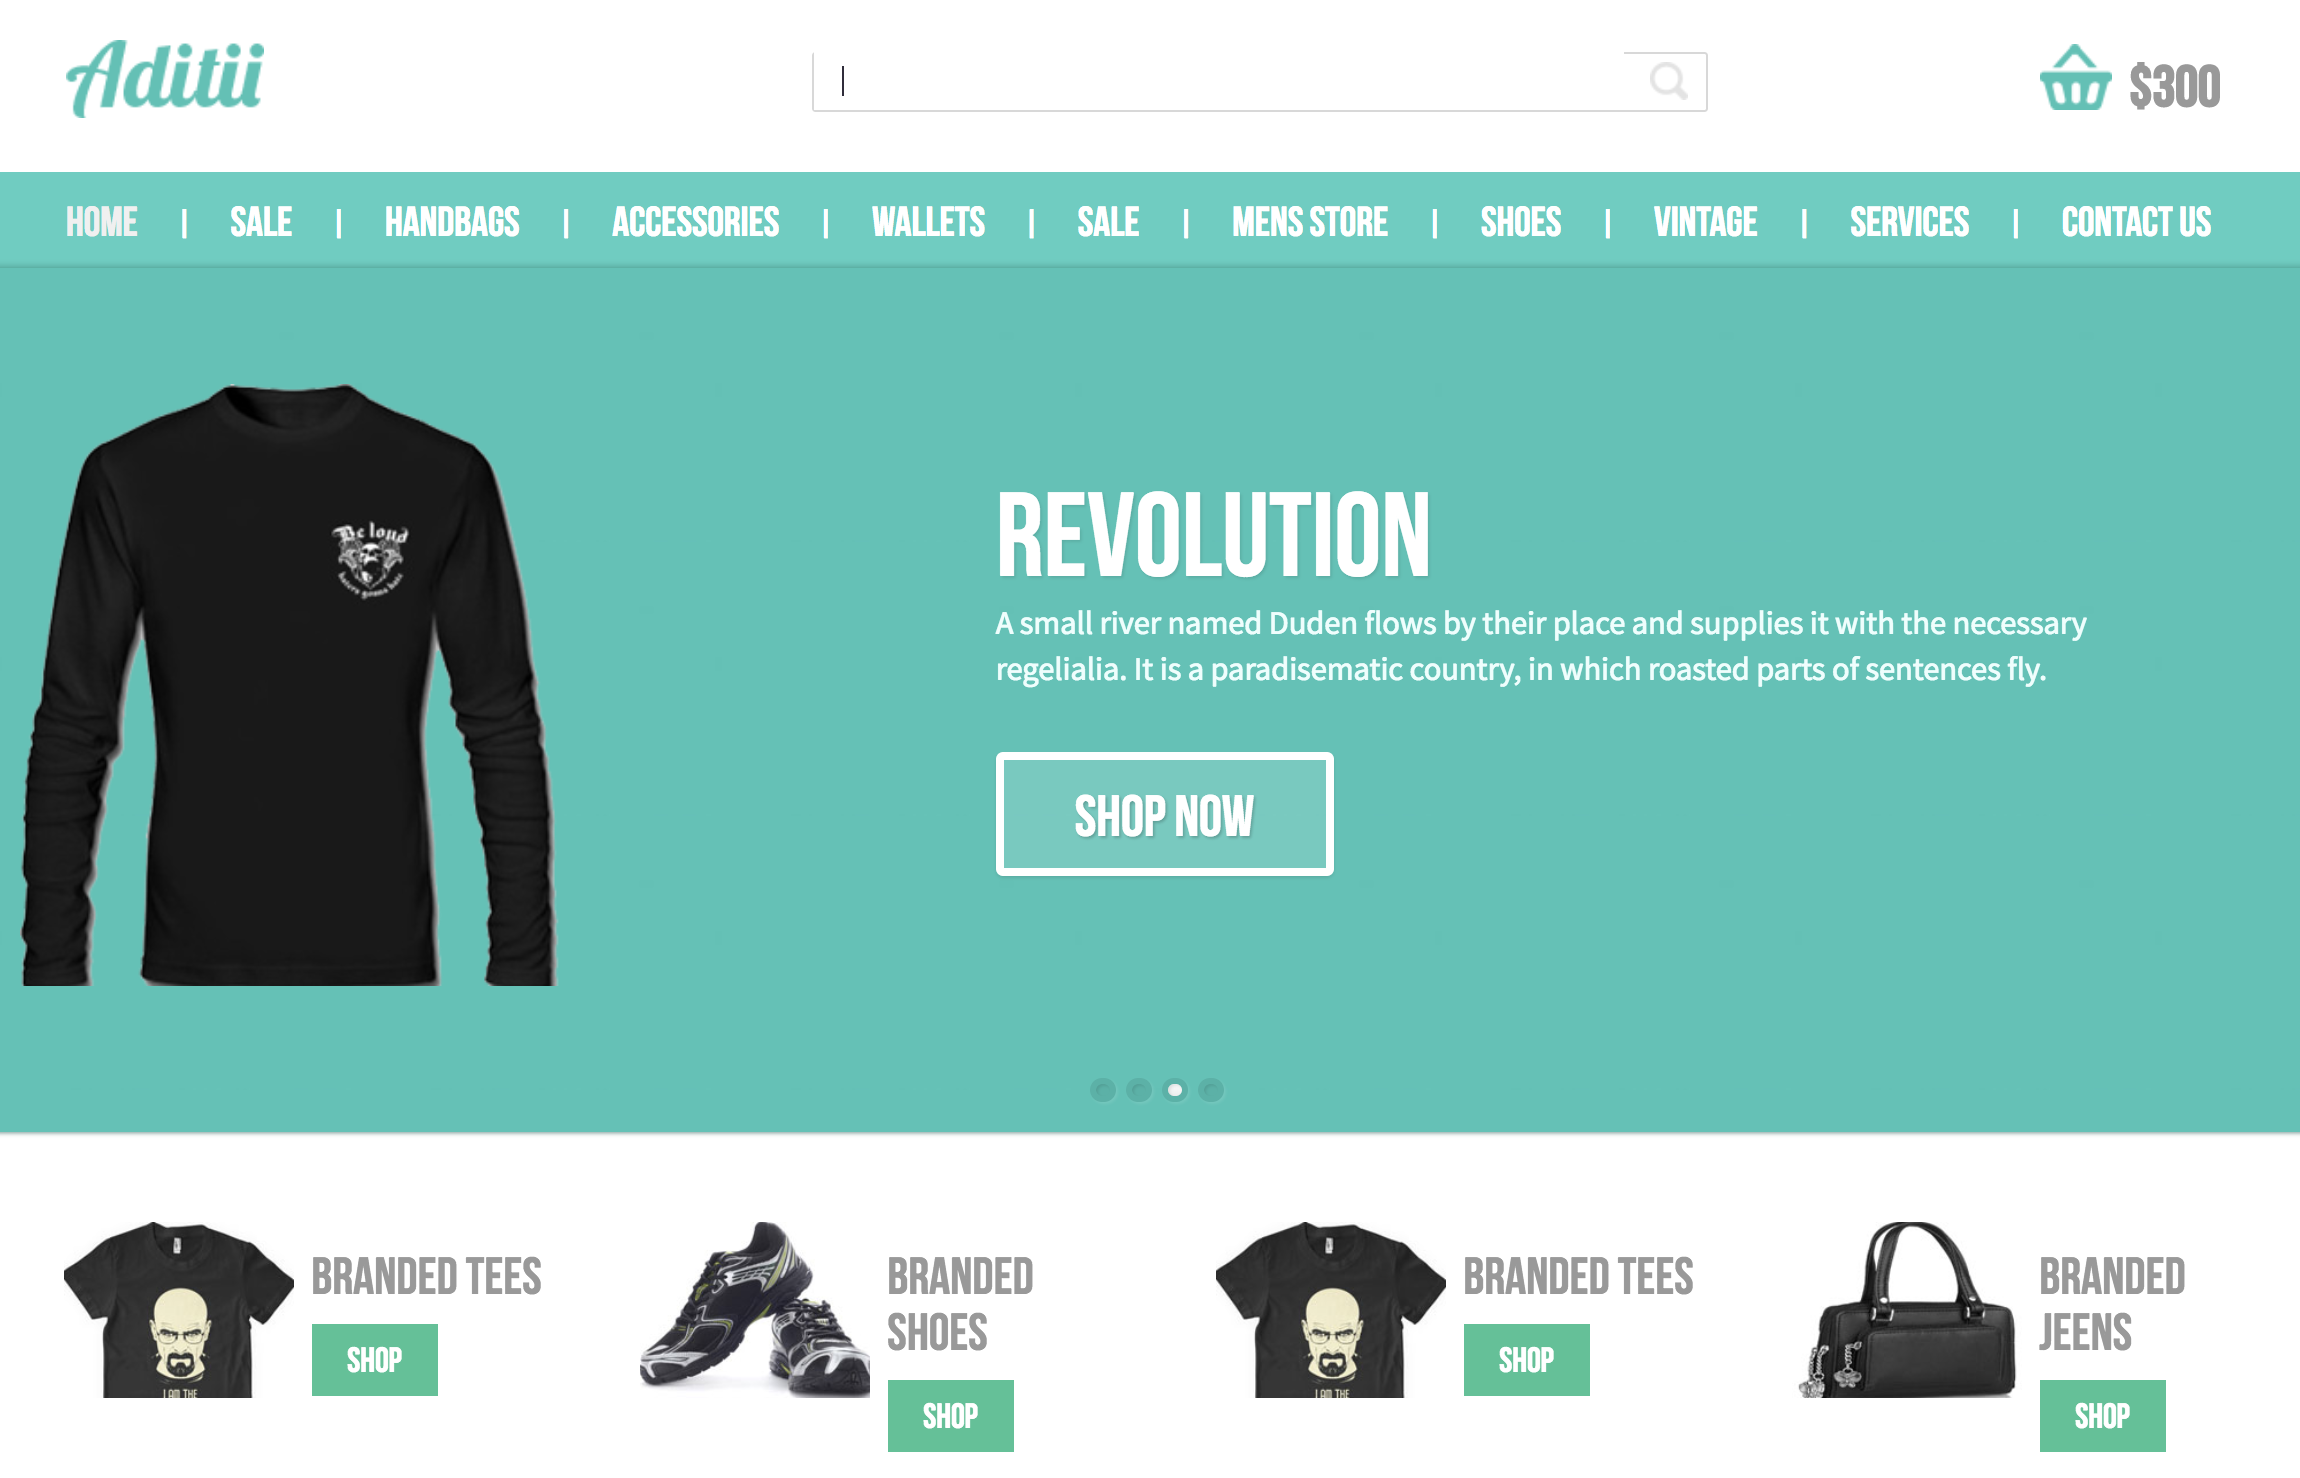 Aditii
$300
HOME | SALE | HANDBAGS | ACCESSORIES | WALLETS | SALE | MENS STORE | SHOES | VINTAGE | SERVICES | CONTACT US
Be loud
haters gonna hate
REVOLUTION
A small river named Duden flows by their place and supplies it with the necessary
regelialia. It is a paradisematic country, in which roasted parts of sentences fly.
SHOP NOW
BRANDED TEES
SHOP
I AM THE
BRANDED
SHOES
SHOP
BRANDED TEES
SHOP
I AM THE
BRANDED
JEENS
SHOP